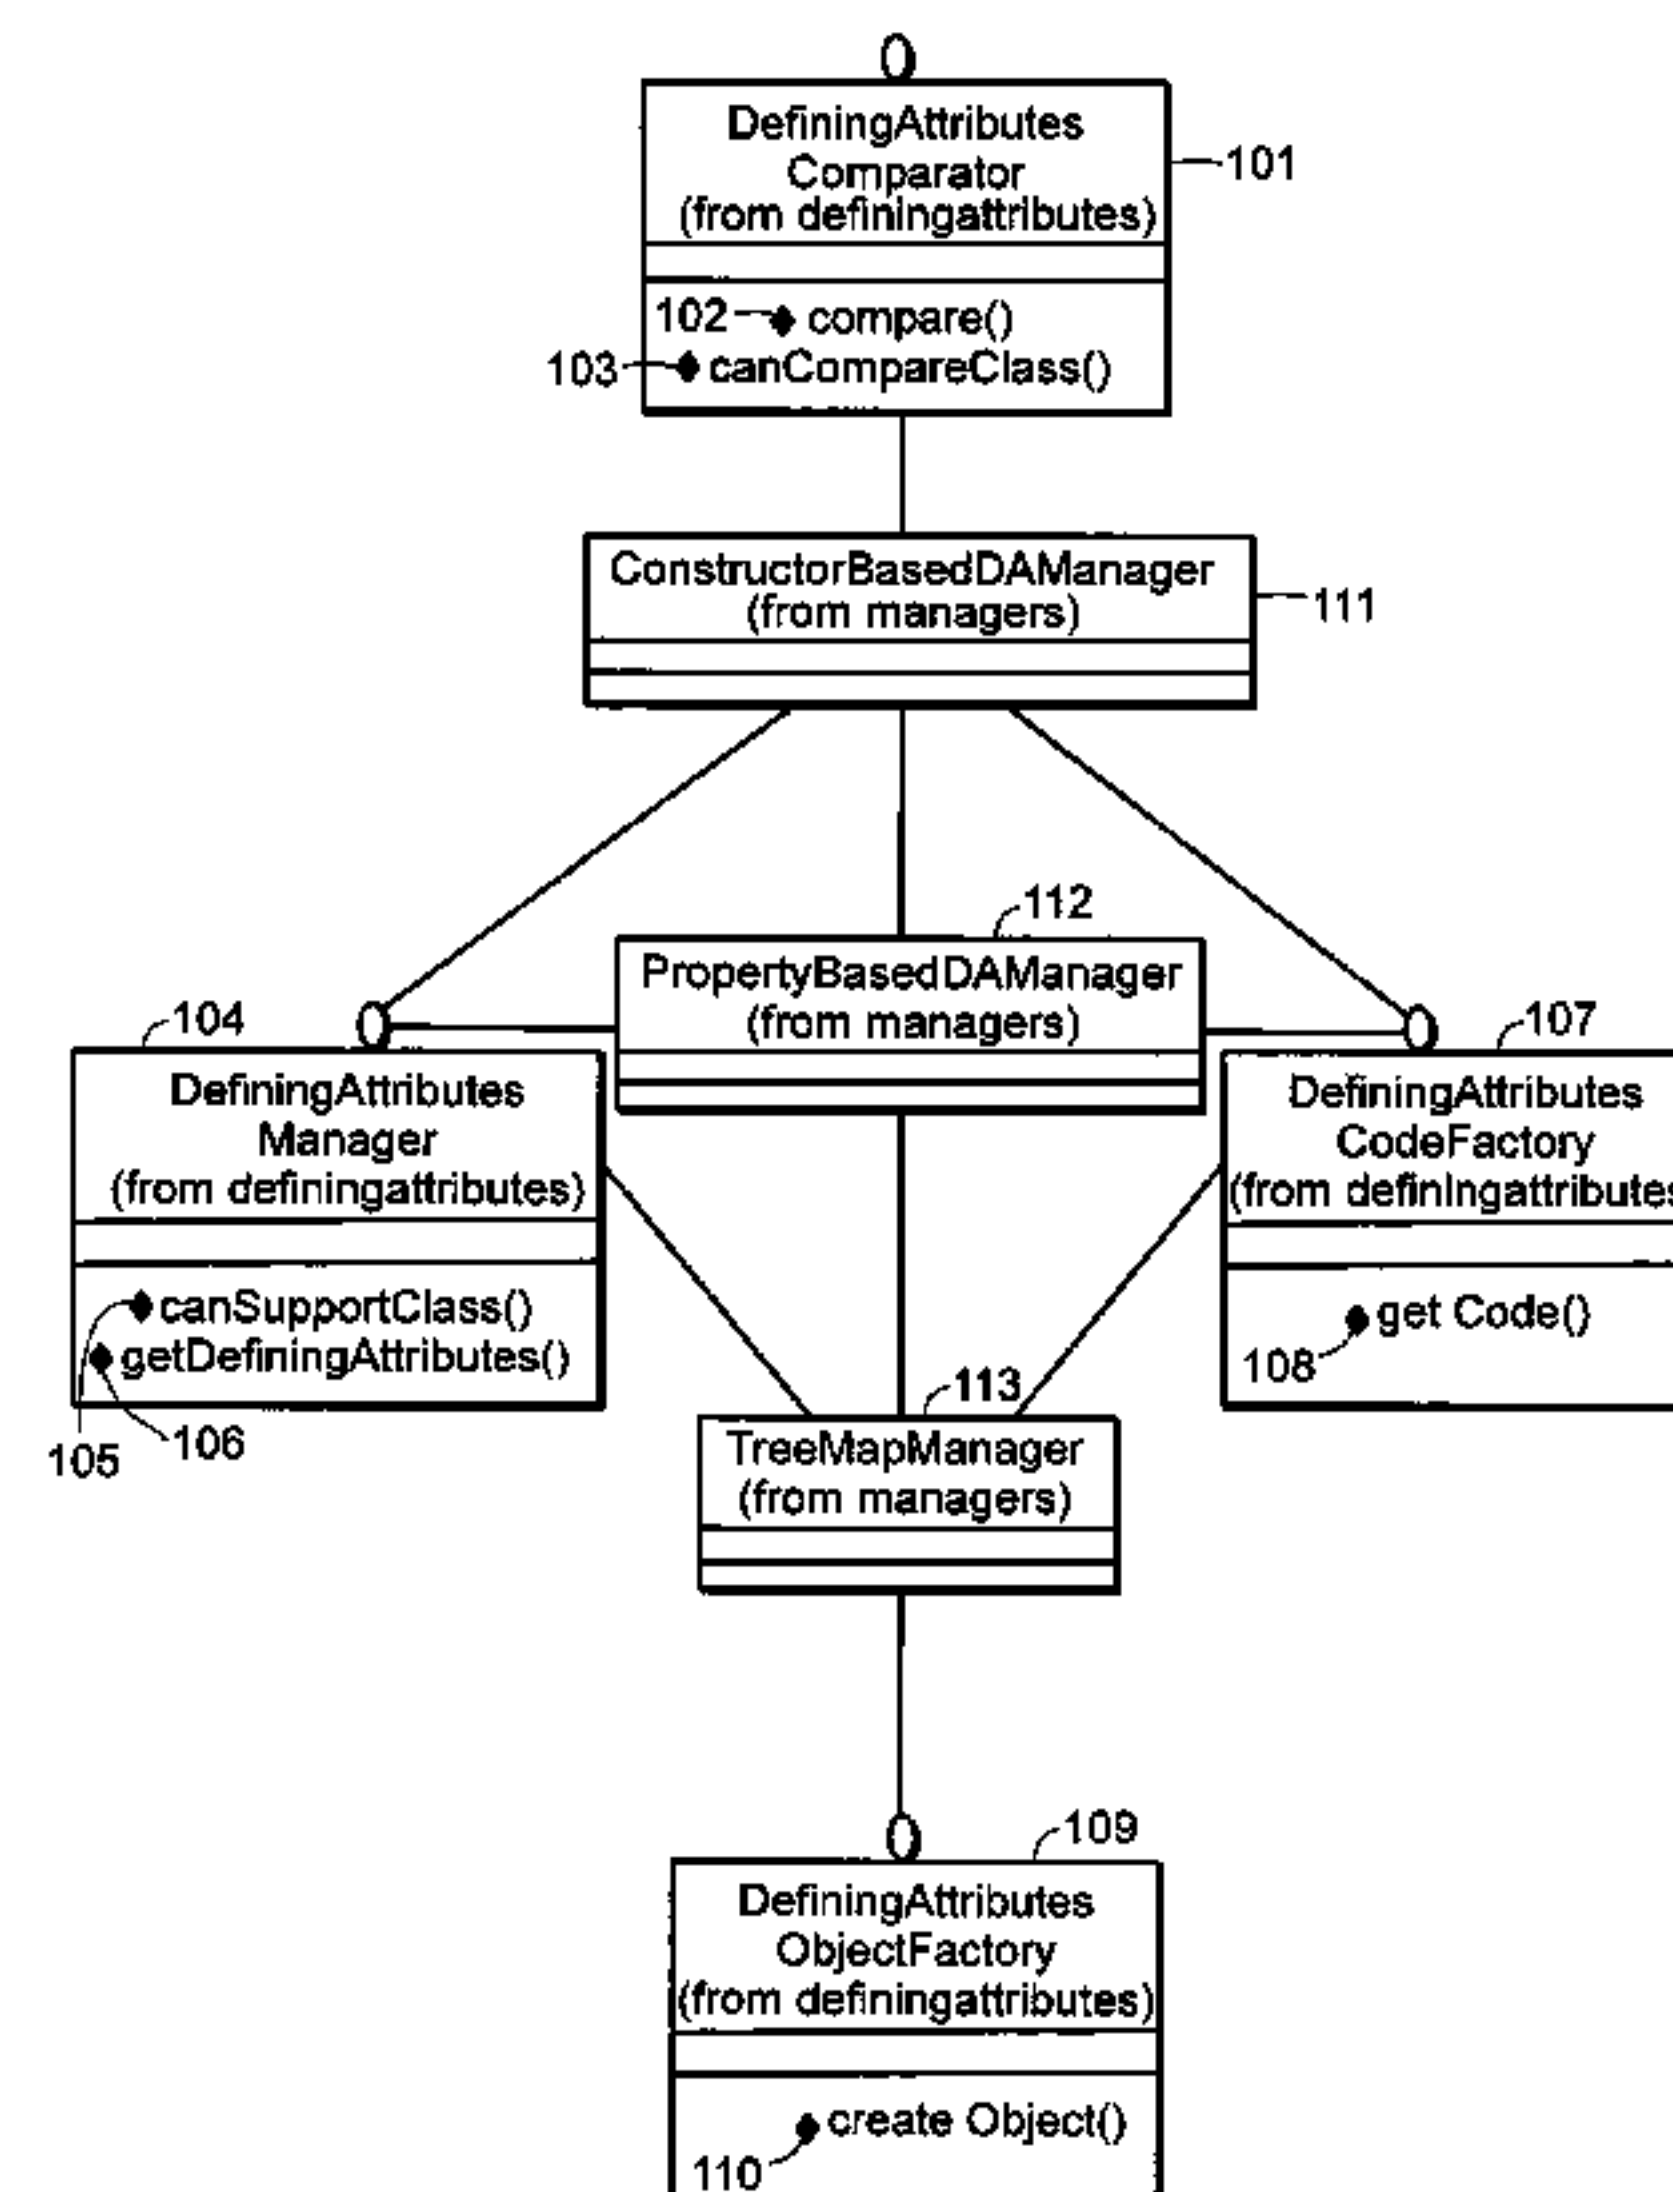 DefiningAttributes
Comparator
(from definingattributes)
101
102 compare()
103 canCompareClass()
ConstructorBasedDAManager
(from managers)
111
112
PropertyBasedDAManager
(from managers)
104
DefiningAttributes
Manager
(from definingattributes)
canSupportClass()
getDefiningAttributes()
105
106
107
DefiningAttributes
CodeFactory
(from definingattributes
get Code()
108
113
TreeMapManager
(from managers)
109
DefiningAttributes
ObjectFactory
(from definingattributes)
create Object()
110